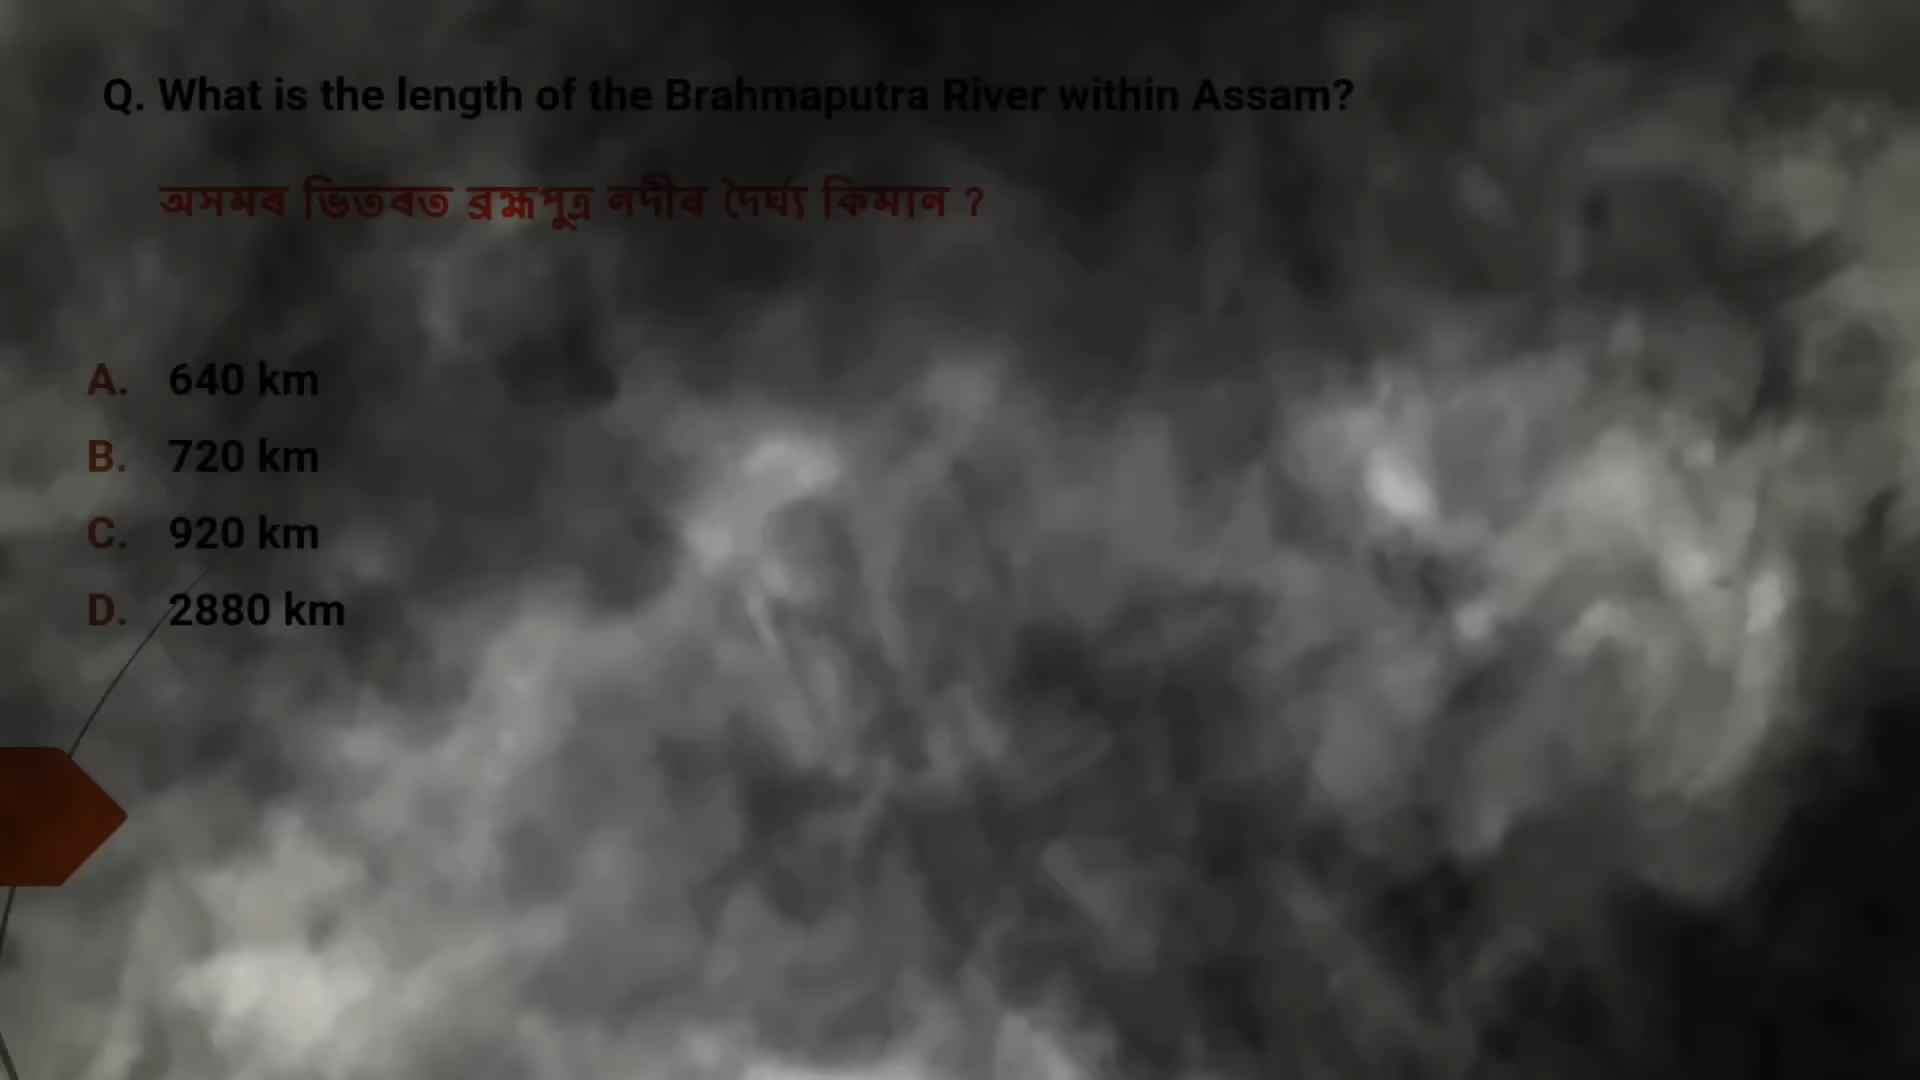 Q. What is the length of the Brahmaputra River within Assam?
অসমৰ ভিতৰত ব্ৰহ্মপুত্ৰ নদীৰ দৈৰ্ঘ্য কিমান ?
A. 640 km
B. 720 km
C. 920 km
D. 2880 km